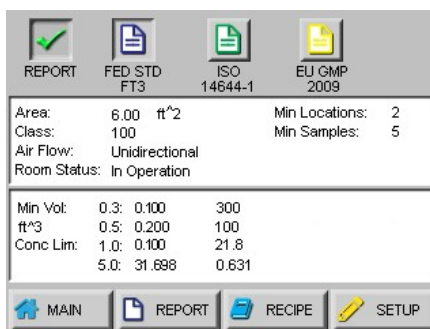 REPORT FED STD FT3 ISO 14644-1 EU GMP 2009
Area: 6.00 ft^2 Min Locations: 2
Class: 100 Min Samples: 5
Air Flow: Unidirectional
Room Status: In Operation
Min Vol: 0.3: 0.100 300
ft^3 0.5: 0.200 100
Conc Lim: 1.0: 0.100 21.8
5.0: 31.698 0.631
MAIN REPORT RECIPE SETUP